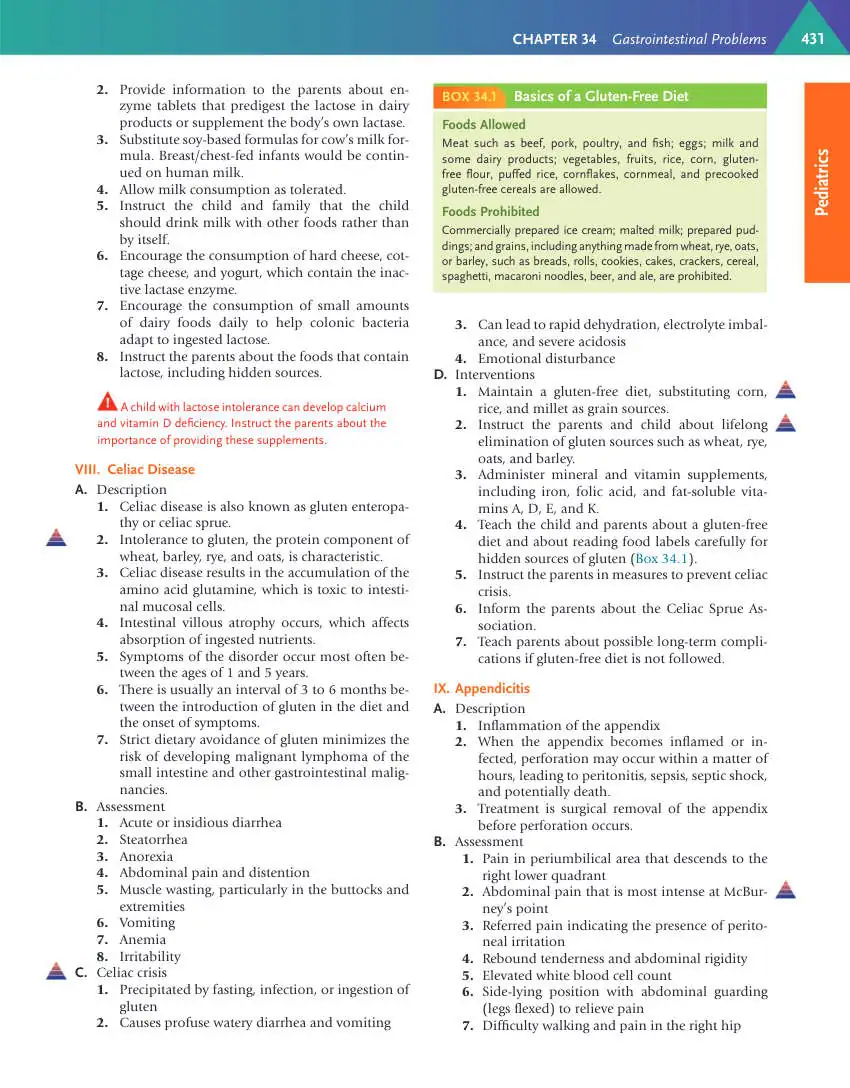 CHAPTER 34 Gastrointestinal Problems 431
2. Provide information to the parents about en-
zyme tablets that predigest the lactose in dairy
products or supplement the body's own lactase.
3. Substitute soy-based formulas for cow's milk for-
mula. Breast/chest-fed infants would be contin-
ued on human milk.
4. Allow milk consumption as tolerated.
5. Instruct the child and family that the child
should drink milk with other foods rather than
by itself.
6. Encourage the consumption of hard cheese, cot-
tage cheese, and yogurt, which contain the inac-
tive lactase enzyme.
7. Encourage the consumption of small amounts
of dairy foods daily to help colonic bacteria
adapt to ingested lactose.
8. Instruct the parents about the foods that contain
lactose, including hidden sources.
A child with lactose intolerance can develop calcium
and vitamin D deficiency. Instruct the parents about the
importance of providing these supplements.
VIII. Celiac Disease
A. Description
1. Celiac disease is also known as gluten enteropa-
thy or celiac sprue.
2. Intolerance to gluten, the protein component of
wheat, barley, rye, and oats, is characteristic.
3. Celiac disease results in the accumulation of the
amino acid glutamine, which is toxic to intesti-
nal mucosal cells.
4. Intestinal villous atrophy occurs, which affects
absorption of ingested nutrients.
5. Symptoms of the disorder occur most often be-
tween the ages of 1 and 5 years.
6. There is usually an interval of 3 to 6 months be-
tween the introduction of gluten in the diet and
the onset of symptoms.
7. Strict dietary avoidance of gluten minimizes the
risk of developing malignant lymphoma of the
small intestine and other gastrointestinal malig-
nancies.
B. Assessment
1. Acute or insidious diarrhea
2. Steatorrhea
3. Anorexia
4. Abdominal pain and distention
5. Muscle wasting, particularly in the buttocks and
extremities
6. Vomiting
7. Anemia
8. Irritability
C. Celiac crisis
1. Precipitated by fasting, infection, or ingestion of
gluten
2. Causes profuse watery diarrhea and vomiting
BOX 34.1 Basics of a Gluten-Free Diet
Foods Allowed
Meat such as beef, pork, poultry, and fish; eggs; milk and
some dairy products; vegetables, fruits, rice, corn, gluten-
free flour, puffed rice, cornflakes, cornmeal, and precooked
gluten-free cereals are allowed.
Foods Prohibited
Commercially prepared ice cream; malted milk; prepared pud-
dings; and grains, including anything made from wheat, rye, oats,
or barley, such as breads, rolls, cookies, cakes, crackers, cereal,
spaghetti, macaroni noodles, beer, and ale, are prohibited.
3. Can lead to rapid dehydration, electrolyte imbal-
ance, and severe acidosis
4. Emotional disturbance
D. Interventions
1. Maintain a gluten-free diet, substituting corn,
rice, and millet as grain sources.
2. Instruct the parents and child about lifelong
elimination of gluten sources such as wheat, rye,
oats, and barley.
3. Administer mineral and vitamin supplements,
including iron, folic acid, and fat-soluble vita-
mins A, D, E, and K.
4. Teach the child and parents about a gluten-free
diet and about reading food labels carefully for
hidden sources of gluten (Box 34.1).
5. Instruct the parents in measures to prevent celiac
crisis.
6. Inform the parents about the Celiac Sprue As-
sociation.
7. Teach parents about possible long-term compli-
cations if gluten-free diet is not followed.
IX. Appendicitis
A. Description
1. Inflammation of the appendix
2. When the appendix becomes inflamed or in-
fected, perforation may occur within a matter of
hours, leading to peritonitis, sepsis, septic shock,
and potentially death.
3. Treatment is surgical removal of the appendix
before perforation occurs.
B. Assessment
1. Pain in periumbilical area that descends to the
right lower quadrant
2. Abdominal pain that is most intense at McBur-
ney's point
3. Referred pain indicating the presence of perito-
neal irritation
4. Rebound tenderness and abdominal rigidity
5. Elevated white blood cell count
6. Side-lying position with abdominal guarding
(legs flexed) to relieve pain
7. Difficulty walking and pain in the right hip
Pediatrics